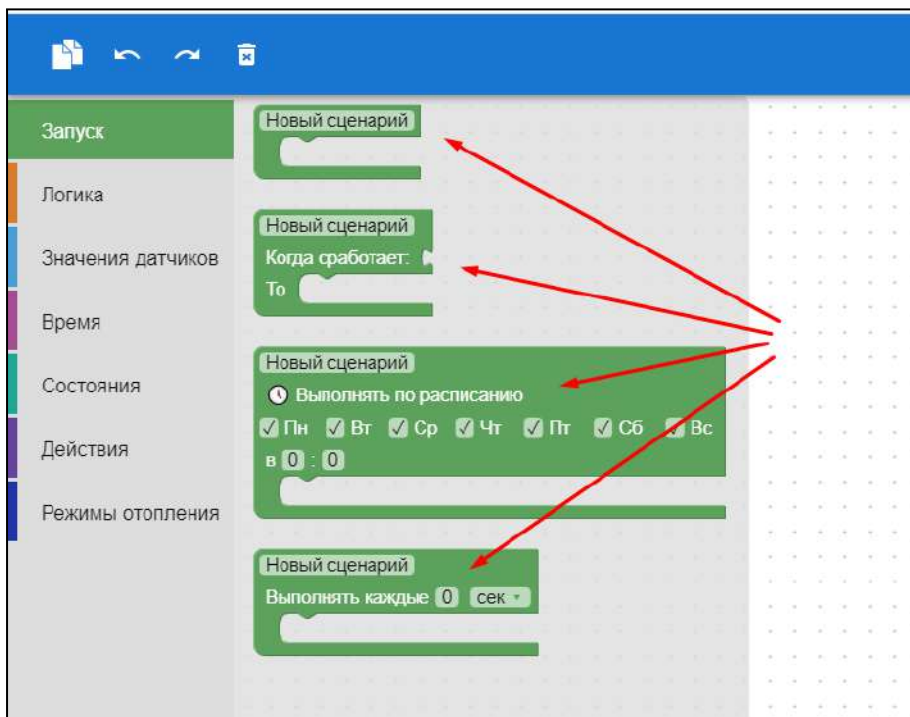 Запуск
Логика
Значения датчиков
Время
Состояния
Действия
Режимы отопления
Новый сценарий
Новый сценарий
Когда сработает:
То
Новый сценарий
Выполнять по расписанию
Пн Вт Ср Чт Пт Сб Вс
в 0 : 0
Новый сценарий
Выполнять каждые 0 сек